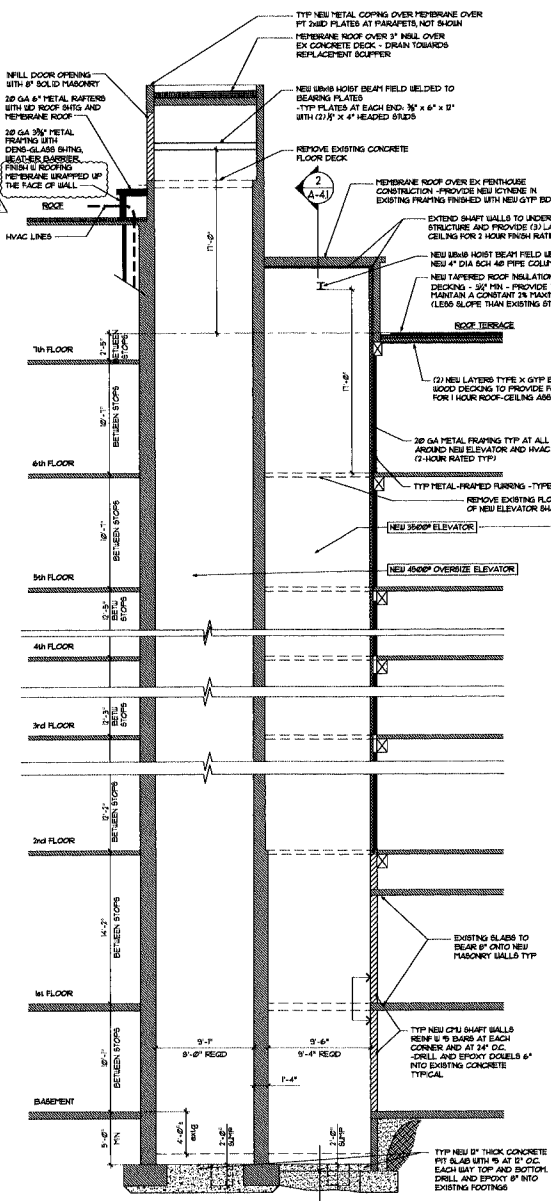 TYP NEW METAL COPING OVER MEMBRANE OVER
PT 2xWD PLATES AT PARAPETS, NOT SHOWN
MEMBRANE ROOF OVER 3" INSUL OVER
EX CONCRETE DECK - DRAIN TOWARDS
REPLACEMENT SCUPPER
INFILL DOOR OPENING
WITH 8" SOLID MASONRY
20 GA 6" METAL RAFTERS
WITH WD ROOF SHTG AND
MEMBRANE ROOF
20 GA 3⅝" METAL
FRAMING WITH
DENS-GLASS SHTNG,
WEATHER BARRIER
FINISH W ROOFING
MEMBRANE WRAPPED UP
THE FACE OF WALL
ROOF
HVAC LINES
NEW W8x18 HOIST BEAM FIELD WELDED TO
BEARING PLATES
-TYP PLATES AT EACH END: ⅜" x 6" x 12"
WITH (2) ½" X 4" HEADED STUDS
REMOVE EXISTING CONCRETE
FLOOR DECK
2
A-4.1
MEMBRANE ROOF OVER EX PENTHOUSE
CONSTRUCTION -PROVIDE NEW ICYNENE IN
EXISTING FRAMING FINISHED WITH NEW GYP BD
EXTEND SHAFT WALLS TO UNDER
STRUCTURE AND PROVIDE (3) LA
CEILING FOR 2 HOUR FINISH RATI
NEW W8x18 HOIST BEAM FIELD W
NEW 4" DIA SCH 40 PIPE COLUM
NEW TAPERED ROOF INSULATION
DECKING - 5¼" MIN - PROVIDE
MAINTAIN A CONSTANT 2% MAXI
(LESS SLOPE THAN EXISTING ST
ROOF TERRACE
17'-0"
17'-0"
7th FLOOR
2'-5"
BETWEEN
STOPS
(2) NEW LAYERS TYPE X GYP B
WOOD DECKING TO PROVIDE F
FOR 1 HOUR ROOF-CEILING ASS
10'-7"
BETWEEN STOPS
20 GA METAL FRAMING TYP AT ALL
AROUND NEW ELEVATOR AND HVAC
(2-HOUR RATED TYP)
6th FLOOR
TYP METAL-FRAMED FURRING -TYPE
REMOVE EXISTING FLO
OF NEW ELEVATOR SHA
10'-7"
BETWEEN STOPS
NEW 3500# ELEVATOR
NEW 4500# OVERSIZE ELEVATOR
5th FLOOR
12'-5"
BETW
STOPS
4th FLOOR
3rd FLOOR
12'-3"
BETW
STOPS
12'-2"
BETWEEN STOPS
2nd FLOOR
14'-2"
BETWEEN STOPS
EXISTING SLABS TO
BEAR 8" ONTO NEW
MASONRY WALLS TYP
1st FLOOR
10'-7"
BETWEEN STOPS
9'-1"
8'-0" REQD
9'-6"
9'-4" REQD
1'-4"
TYP NEW CMU SHAFT WALLS
REINF W #5 BARS AT EACH
CORNER AND AT 24" O.C.
-DRILL AND EPOXY DOWELS 6"
INTO EXISTING CONCRETE
TYPICAL
BASEMENT
5'-0"
MIN
EXIG
2'-0"
SUMP
2'-0"
SUMP
TYP NEW 12" THICK CONCRETE
PIT SLAB WITH #5 AT 12" OC.
EACH WAY TOP AND BOTTOM.
DRILL AND EPOXY 8" INTO
EXISTING FOOTINGS